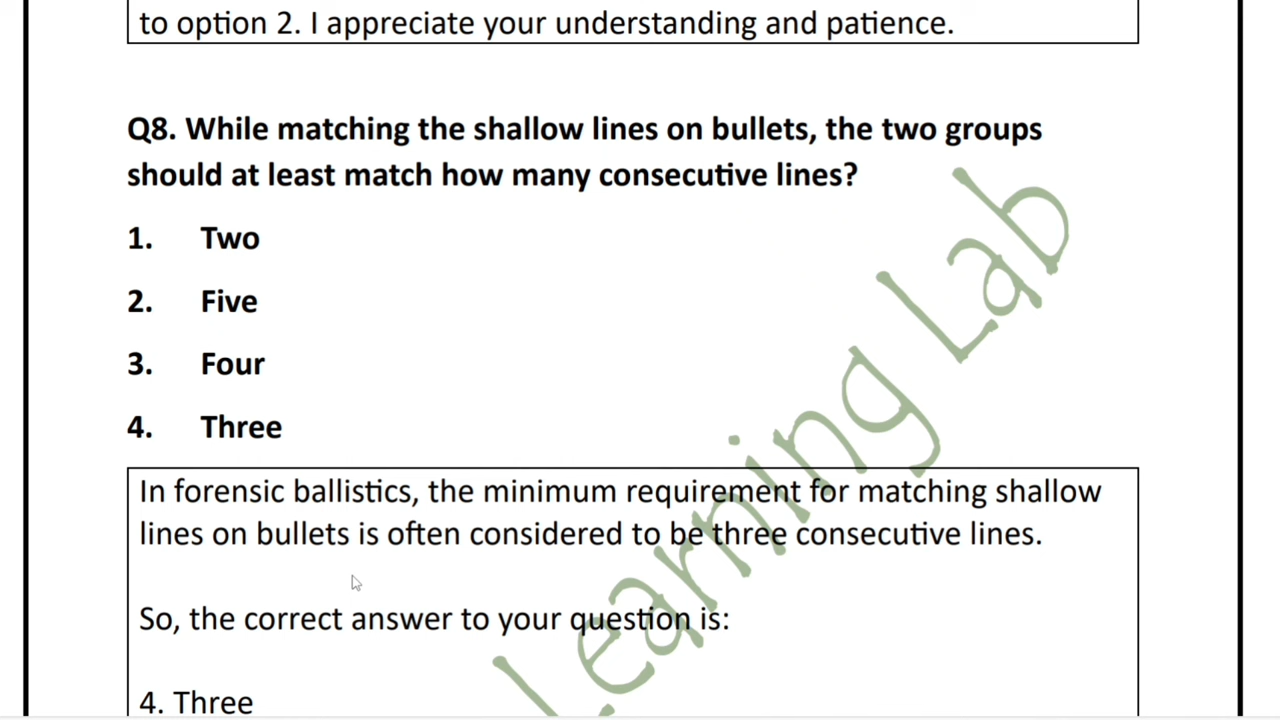 to option 2. I appreciate your understanding and patience.
Q8. While matching the shallow lines on bullets, the two groups
should at least match how many consecutive lines?
1. Two
2. Five
3. Four
4. Three
In forensic ballistics, the minimum requirement for matching shallow
lines on bullets is often considered to be three consecutive lines.
So, the correct answer to your question is:
4. Three
Learning Lab